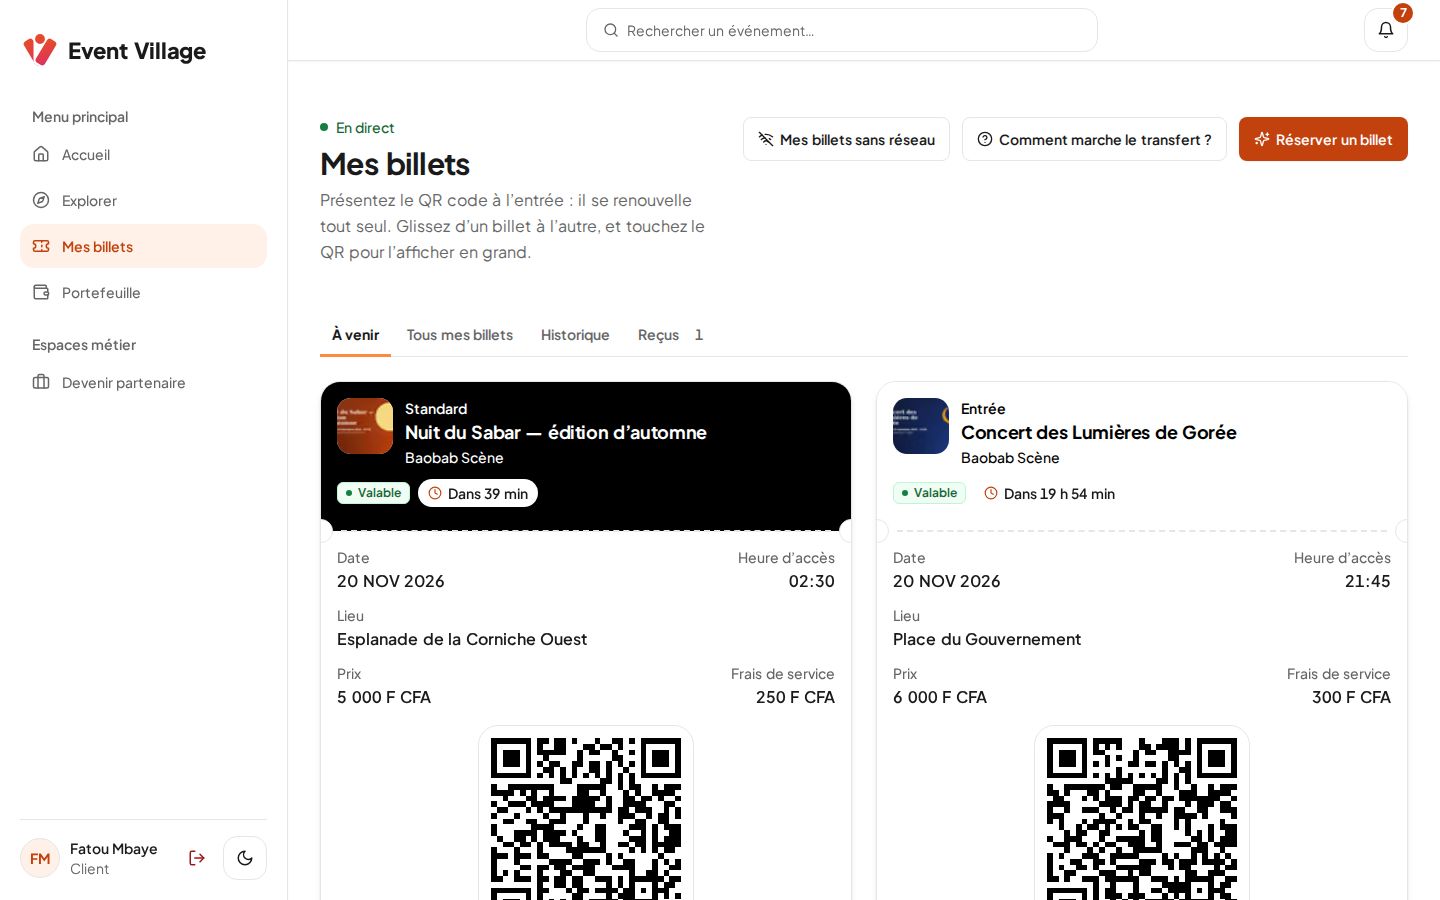 Event Village
Rechercher un événement…
7
Menu principal
Accueil
Explorer
Mes billets
Portefeuille
Espaces métier
Devenir partenaire
FM
Fatou Mbaye
Client
En direct
Mes billets
Présentez le QR code à l’entrée : il se renouvelle
tout seul. Glissez d’un billet à l’autre, et touchez le
QR pour l’afficher en grand.
Mes billets sans réseau
Comment marche le transfert ?
Réserver un billet
À venir
Tous mes billets
Historique
Reçus 1
Standard
Nuit du Sabar — édition d’automne
Baobab Scène
Valable
Dans 39 min
Date
Heure d’accès
20 NOV 2026
02:30
Lieu
Esplanade de la Corniche Ouest
Prix
Frais de service
5 000 F CFA
250 F CFA
Entrée
Concert des Lumières de Gorée
Baobab Scène
Valable
Dans 19 h 54 min
Date
Heure d’accès
20 NOV 2026
21:45
Lieu
Place du Gouvernement
Prix
Frais de service
6 000 F CFA
300 F CFA